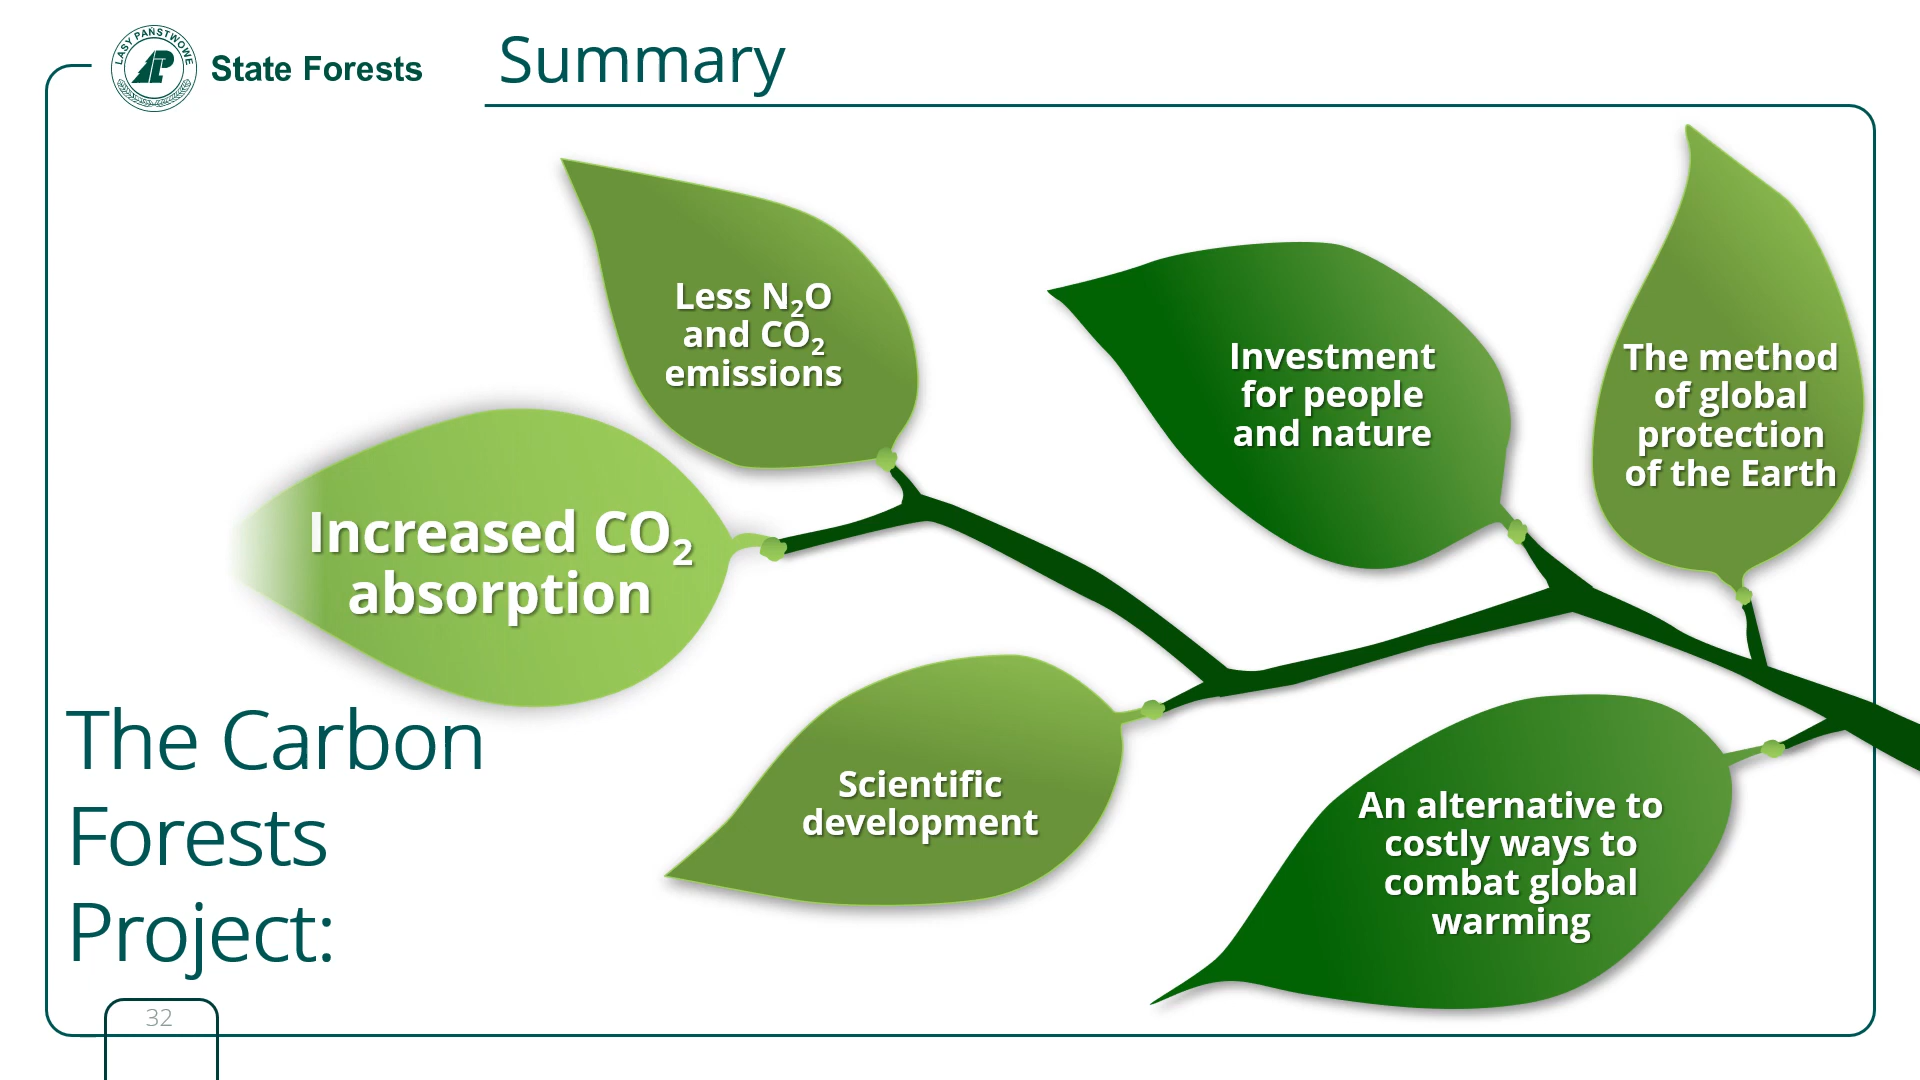 LASY PAŃSTWOWE
State Forests
Summary
Less N₂O
and CO₂
emissions
Investment
for people
and nature
The method
of global
protection
of the Earth
Increased CO₂
absorption
The Carbon
Forests
Project:
Scientific
development
An alternative to
costly ways to
combat global
warming
32